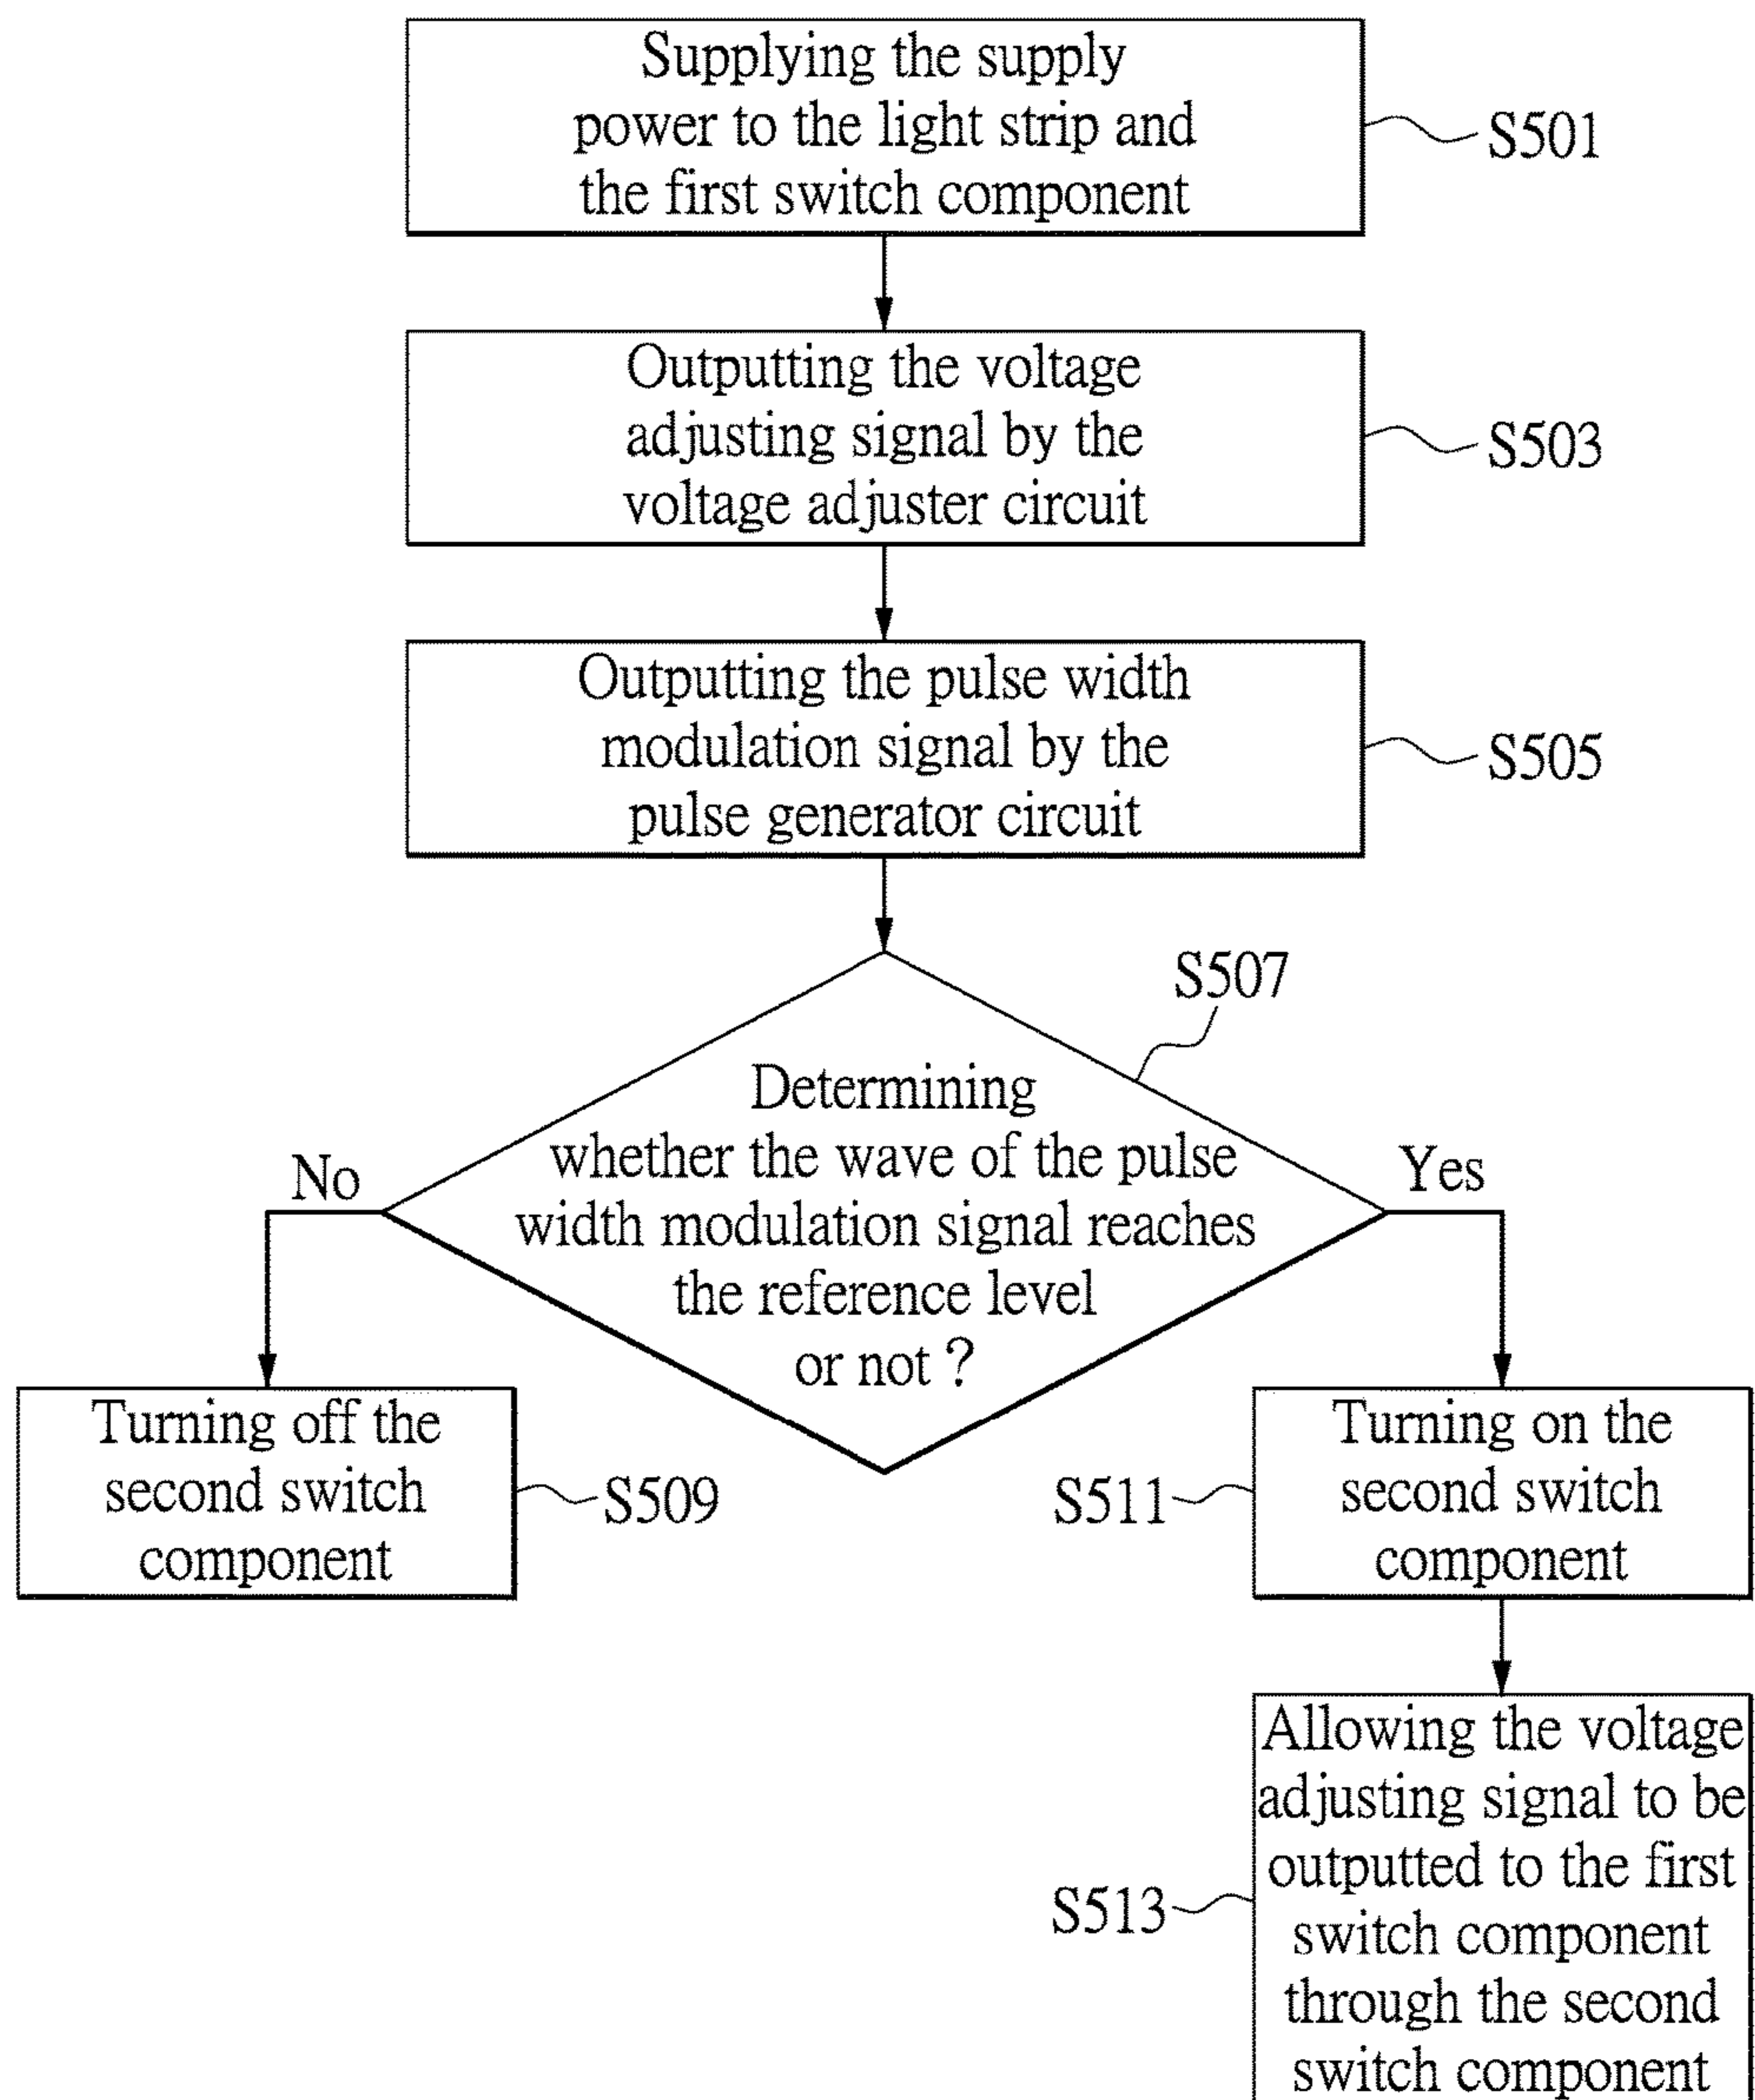 Supplying the supply
power to the light strip and
the first switch component
S501
Outputting the voltage
adjusting signal by the
voltage adjuster circuit
S503
Outputting the pulse width
modulation signal by the
pulse generator circuit
S505
S507
Determining
whether the wave of the pulse
width modulation signal reaches
the reference level
or not ?
No
Yes
Turning off the
second switch
component
S509
S511
Turning on the
second switch
component
S513
Allowing the voltage
adjusting signal to be
outputted to the first
switch component
through the second
switch component